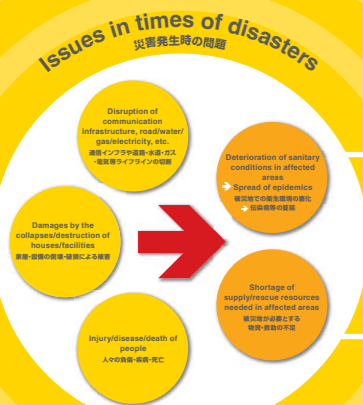 Issues in times of disasters
災害発生時の問題
Disruption of
communication
infrastructure, road/water/
gas/electricity, etc.
通信インフラや道路・水道・ガス
・電気等ライフラインの切断
Damages by the
collapses/destruction of
houses/facilities
家屋・設備の倒壊・破損による被害
Injury/disease/death of
people
人々の負傷・疾病・死亡
Deterioration of sanitary
conditions in affected
areas
➔ Spread of epidemics
被災地での衛生環境の悪化
➔ 伝染病等の蔓延
Shortage of
supply/rescue resources
needed in affected areas
被災地が必要とする
物資・救助の不足